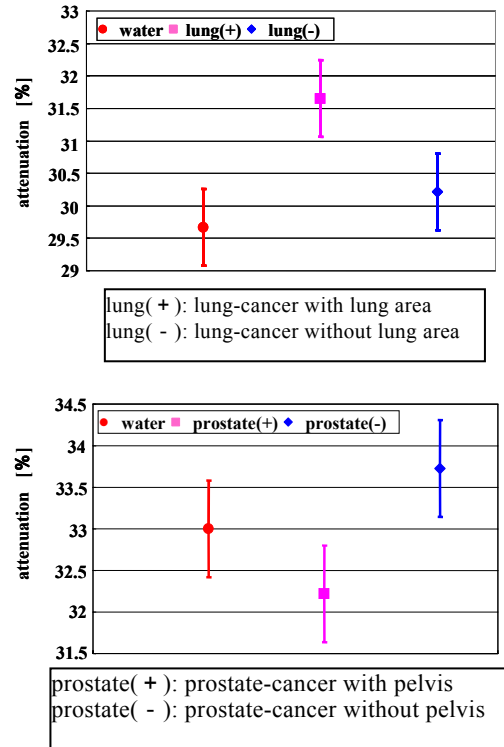 33
32.5
32
31.5
31
30.5
30
29.5
29
attenuation [%]
water lung(+) lung(-)
lung( + ): lung-cancer with lung area
lung( - ): lung-cancer without lung area
34.5
34
33.5
33
32.5
32
31.5
attenuation [%]
water prostate(+) prostate(-)
prostate( + ): prostate-cancer with pelvis
prostate( - ): prostate-cancer without pelvis